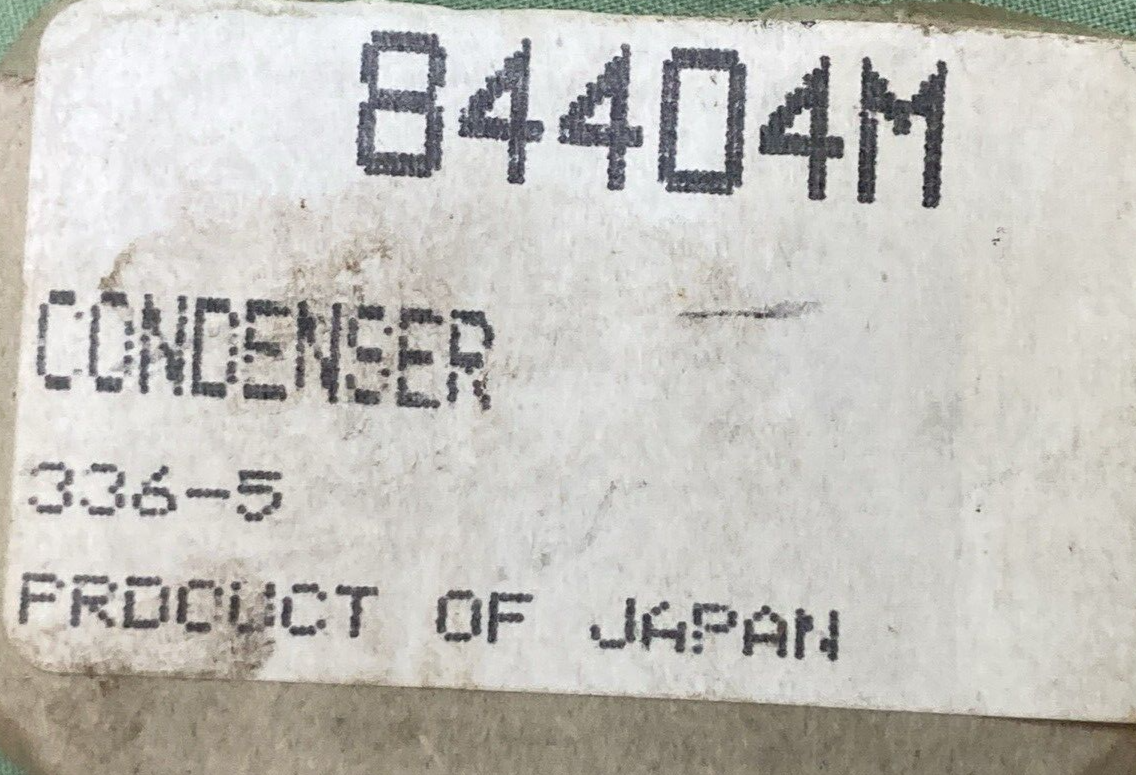 84404M
CONDENSER
336-5
PRODUCT OF JAPAN